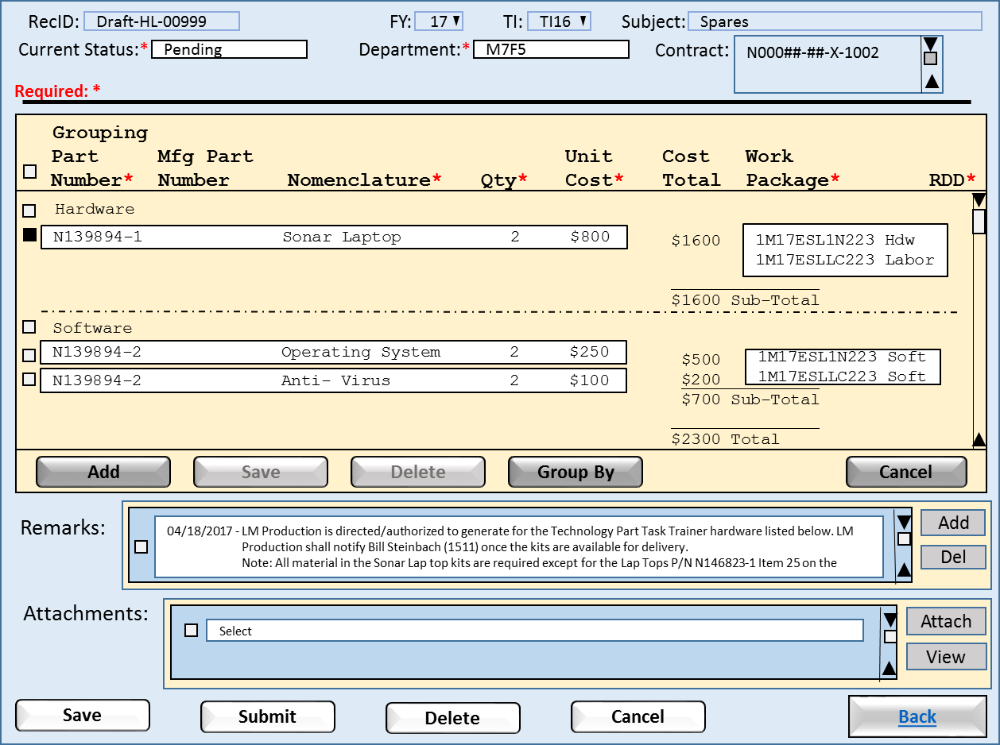 RecID: Draft-HL-00999 FY: 17 TI: TI16 Subject: Spares
Current Status:* Pending Department:* M7F5 Contract: N000##-##-X-1002
Required: *
Grouping
Part Mfg Part Unit Cost Work
Number* Number Nomenclature* Qty* Cost* Total Package* RDD*
Hardware
N139894-1 Sonar Laptop 2 $800 $1600 1M17ESL1N223 Hdw
1M17ESLLC223 Labor
$1600 Sub-Total
Software
N139894-2 Operating System 2 $250 $500 1M17ESL1N223 Soft
N139894-2 Anti- Virus 2 $100 $200 1M17ESLLC223 Soft
$700 Sub-Total
$2300 Total
Add Save Delete Group By Cancel
Remarks: 04/18/2017 - LM Production is directed/authorized to generate for the Technology Part Task Trainer hardware listed below. LM Add
Production shall notify Bill Steinbach (1511) once the kits are available for delivery.
Note: All material in the Sonar Lap top kits are required except for the Lap Tops P/N N146823-1 Item 25 on the Del
Attachments: Select Attach
View
Save Submit Delete Cancel Back